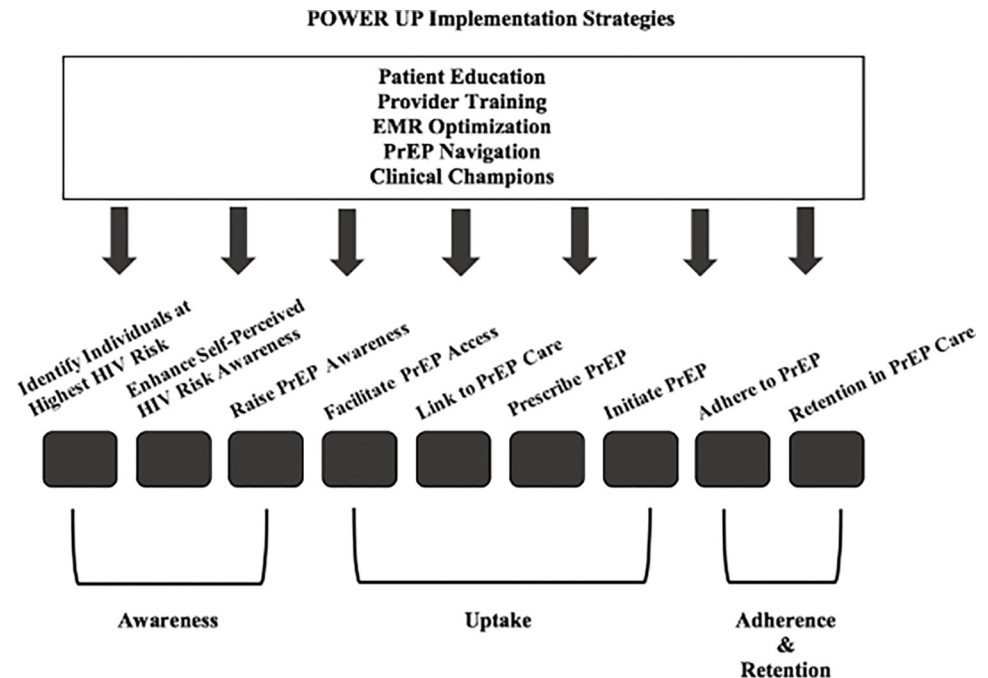 POWER UP Implementation Strategies
Patient Education
Provider Training
EMR Optimization
PrEP Navigation
Clinical Champions
Identify Individuals at
Highest HIV Risk
Enhance Self-Perceived
HIV Risk Awareness
Raise PrEP Awareness
Facilitate PrEP Access
Link to PrEP Care
Prescribe PrEP
Initiate PrEP
Adhere to PrEP
Retention in PrEP Care
Awareness
Uptake
Adherence
&
Retention